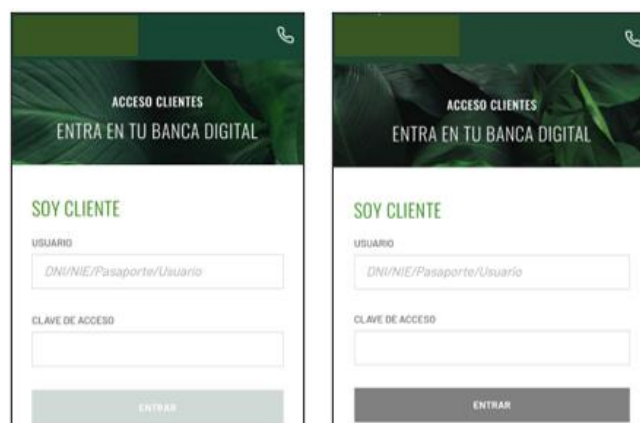 ACCESO CLIENTES
ENTRA EN TU BANCA DIGITAL
SOY CLIENTE
USUARIO
DNI/NIE/Pasaporte/Usuario
CLAVE DE ACCESO
ENTRAR
ACCESO CLIENTES
ENTRA EN TU BANCA DIGITAL
SOY CLIENTE
USUARIO
DNI/NIE/Pasaporte/Usuario
CLAVE DE ACCESO
ENTRAR